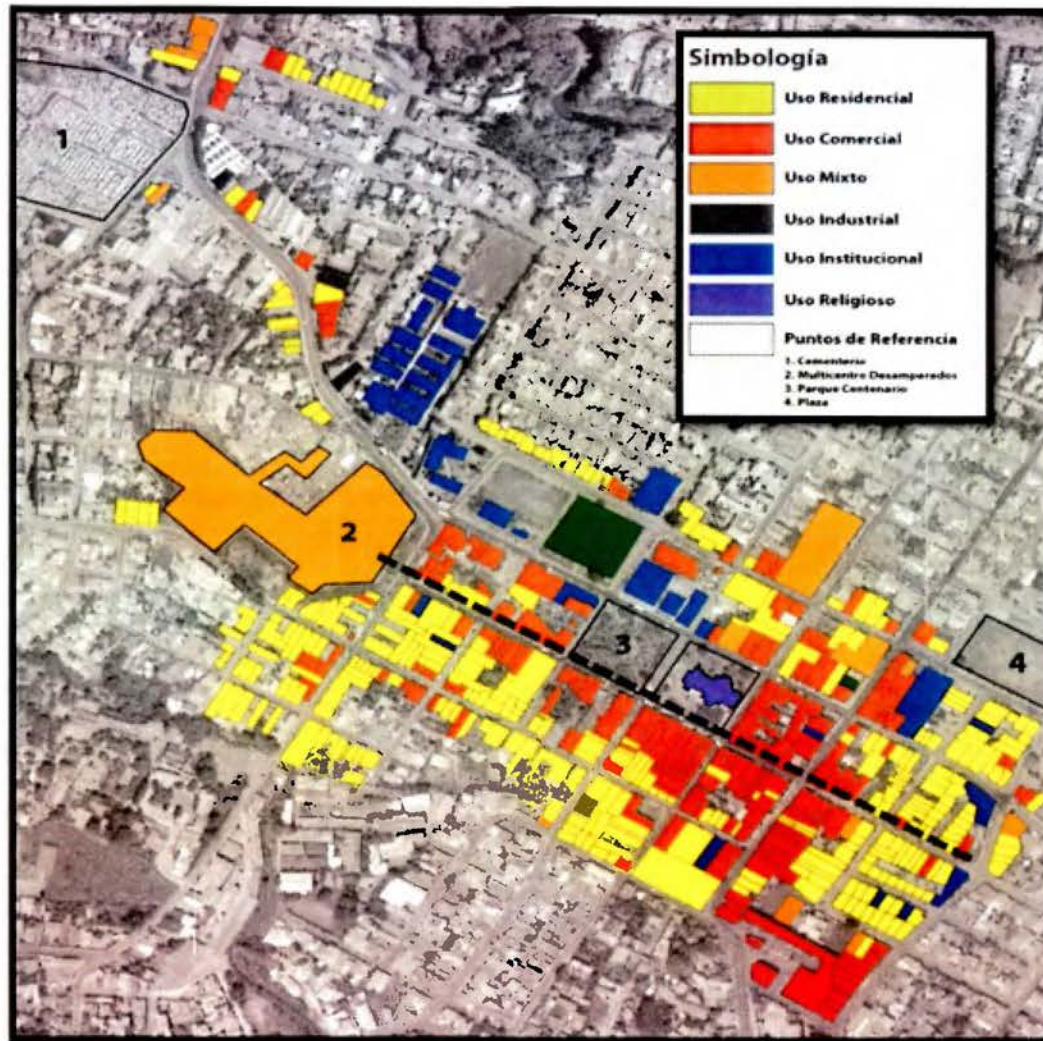 Simbología
Uso Residencial
Uso Comercial
Uso Mixto
Uso Industrial
Uso Institucional
Uso Religioso
Puntos de Referencia
1. Cementerio
2. Multicentro Desamparados
3. Parque Centenario
4. Plaza
1
2
3
4